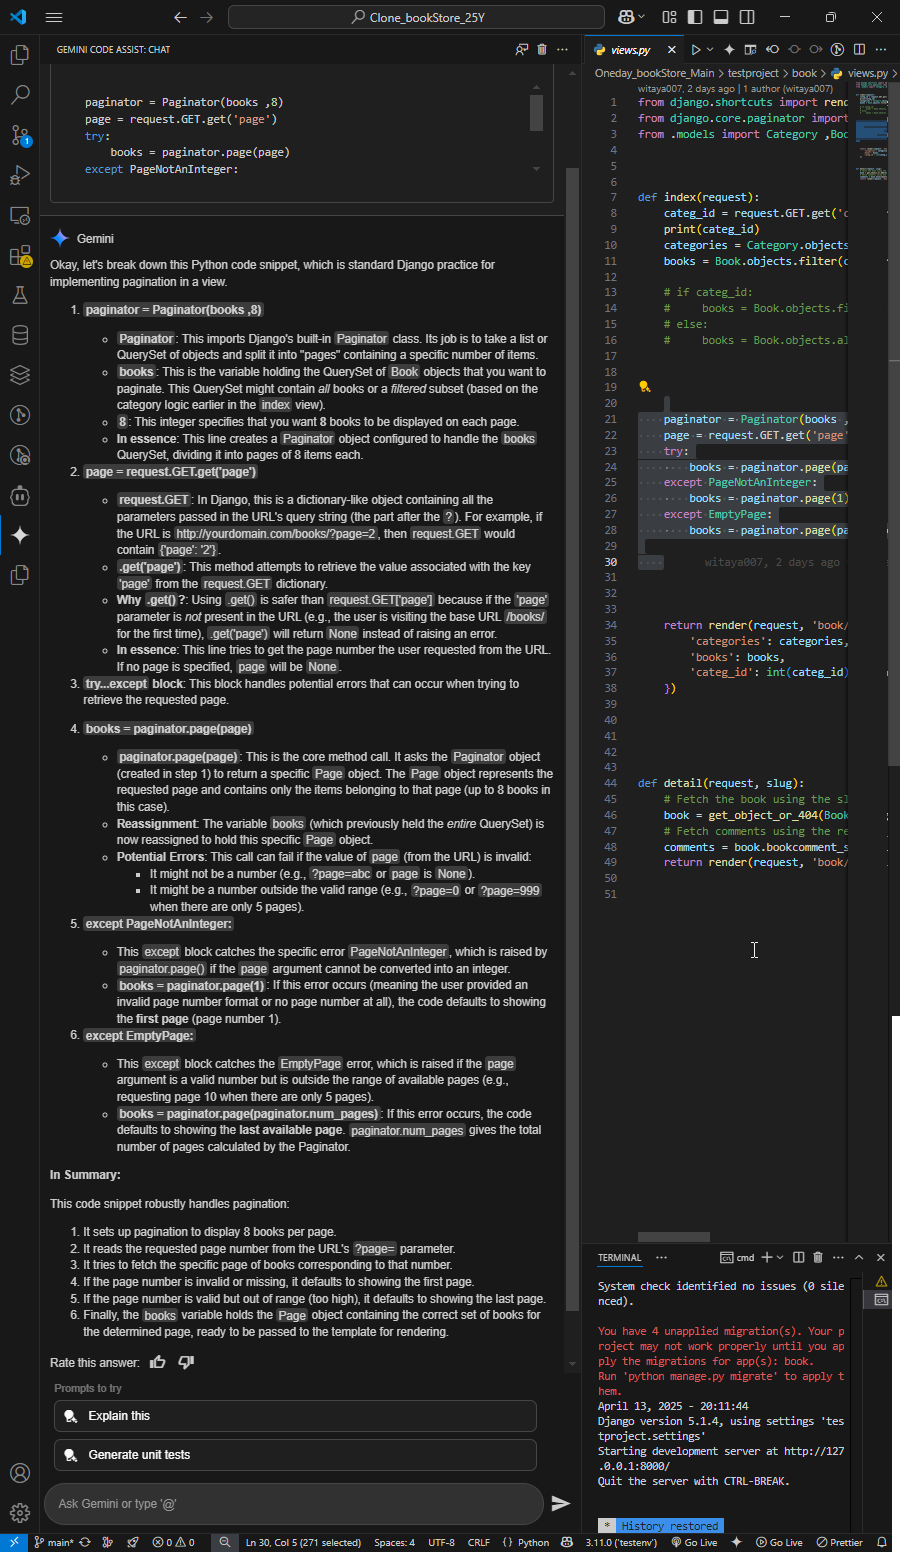 Clone_bookStore_25Y
GEMINI CODE ASSIST: CHAT
paginator = Paginator(books ,8)
page = request.GET.get('page')
try:
books = paginator.page(page)
except PageNotAnInteger:
Gemini
Okay, let's break down this Python code snippet, which is standard Django practice for
implementing pagination in a view.
1. paginator = Paginator(books ,8)
Paginator: This imports Django's built-in Paginator class. Its job is to take a list or
QuerySet of objects and split it into "pages" containing a specific number of items.
books: This is the variable holding the QuerySet of Book objects that you want to
paginate. This QuerySet might contain all books or a filtered subset (based on the
category logic earlier in the index view).
8: This integer specifies that you want 8 books to be displayed on each page.
In essence: This line creates a Paginator object configured to handle the books
QuerySet, dividing it into pages of 8 items each.
2. page = request.GET.get('page')
request.GET: In Django, this is a dictionary-like object containing all the
parameters passed in the URL's query string (the part after the ?). For example, if
the URL is http://yourdomain.com/books/?page=2, then request.GET would
contain {'page': '2'}.
.get('page'): This method attempts to retrieve the value associated with the key
'page' from the request.GET dictionary.
Why .get()?: Using .get() is safer than request.GET['page'] because if the 'page'
parameter is not present in the URL (e.g., the user is visiting the base URL /books/
for the first time), .get('page') will return None instead of raising an error.
In essence: This line tries to get the page number the user requested from the URL.
If no page is specified, page will be None.
3. try...except block: This block handles potential errors that can occur when trying to
retrieve the requested page.
4. books = paginator.page(page)
paginator.page(page): This is the core method call. It asks the Paginator object
(created in step 1) to return a specific Page object. The Page object represents the
requested page and contains only the items belonging to that page (up to 8 books in
this case).
Reassignment: The variable books (which previously held the entire QuerySet) is
now reassigned to hold this specific Page object.
Potential Errors: This call can fail if the value of page (from the URL) is invalid:
It might not be a number (e.g., ?page=abc or page is None).
It might be a number outside the valid range (e.g., ?page=0 or ?page=999
when there are only 5 pages).
5. except PageNotAnInteger:
This except block catches the specific error PageNotAnInteger, which is raised by
paginator.page() if the page argument cannot be converted into an integer.
books = paginator.page(1): If this error occurs (meaning the user provided an
invalid page number format or no page number at all), the code defaults to showing
the first page (page number 1).
6. except EmptyPage:
This except block catches the EmptyPage error, which is raised if the page
argument is a valid number but is outside the range of available pages (e.g.,
requesting page 10 when there are only 5 pages).
books = paginator.page(paginator.num_pages): If this error occurs, the code
defaults to showing the last available page. paginator.num_pages gives the total
number of pages calculated by the Paginator.
In Summary:
This code snippet robustly handles pagination:
1. It sets up pagination to display 8 books per page.
2. It reads the requested page number from the URL's ?page= parameter.
3. It tries to fetch the specific page of books corresponding to that number.
4. If the page number is invalid or missing, it defaults to showing the first page.
5. If the page number is valid but out of range (too high), it defaults to showing the last page.
6. Finally, the books variable holds the Page object containing the correct set of books for
the determined page, ready to be passed to the template for rendering.
Rate this answer:
Prompts to try
Explain this
Generate unit tests
Ask Gemini or type '@'
views.py
Oneday_bookStore_Main > testproject > book > views.py >
witaya007, 2 days ago | 1 author (witaya007)
1 from django.shortcuts import rend
2 from django.core.paginator import
3 from .models import Category ,Boo
4
5
6
7 def index(request):
8 categ_id = request.GET.get('c
9 print(categ_id)
10 categories = Category.objects
11 books = Book.objects.filter(c
12
13 # if categ_id:
14 # books = Book.objects.fi
15 # else:
16 # books = Book.objects.al
17
18
19
20
21 paginator = Paginator(books ,
22 page = request.GET.get('page'
23 try:
24 books = paginator.page(pa
25 except PageNotAnInteger:
26 books = paginator.page(1)
27 except EmptyPage:
28 books = paginator.page(pa
29
30 witaya007, 2 days ago
31
32
33
34 return render(request, 'book/
35 'categories': categories,
36 'books': books,
37 'categ_id': int(categ_id)
38 })
39
40
41
42
43
44 def detail(request, slug):
45 # Fetch the book using the sl
46 book = get_object_or_404(Book
47 # Fetch comments using the re
48 comments = book.bookcomment_s
49 return render(request, 'book/
50
51
TERMINAL
cmd
System check identified no issues (0 sile
nced).
You have 4 unapplied migration(s). Your p
roject may not work properly until you ap
ply the migrations for app(s): book.
Run 'python manage.py migrate' to apply t
hem.
April 13, 2025 - 20:11:44
Django version 5.1.4, using settings 'tes
tproject.settings'
Starting development server at http://127
.0.0.1:8000/
Quit the server with CTRL-BREAK.
* History restored
main* 0 0 Ln 30, Col 5 (271 selected) Spaces: 4 UTF-8 CRLF Python 3.11.0 ('testenv') Go Live Go Live Prettier